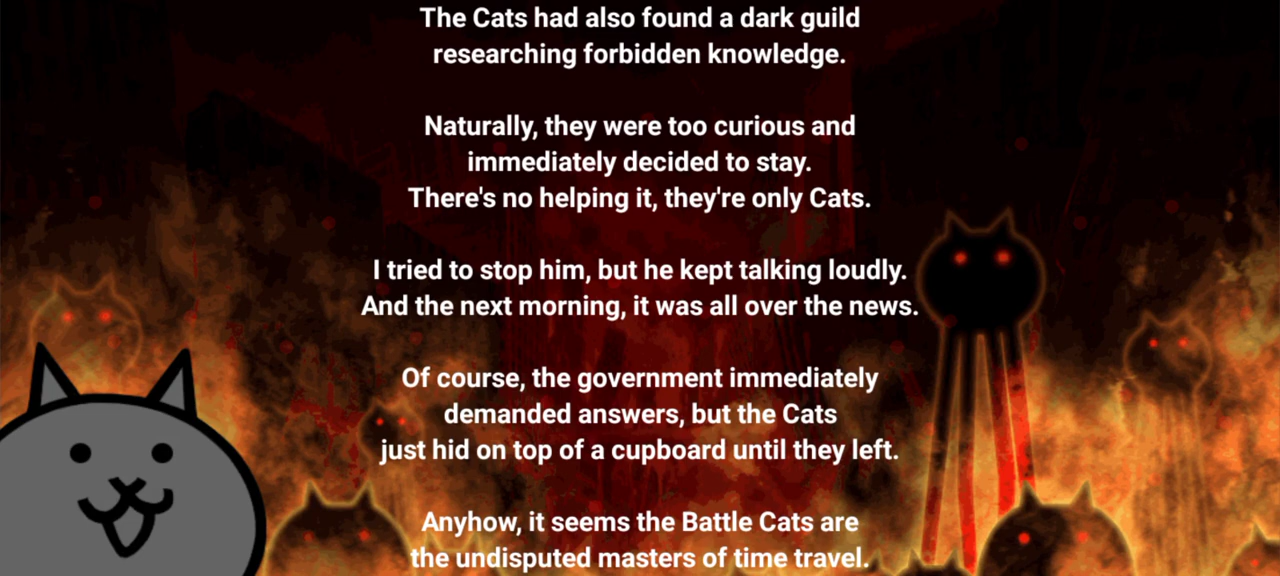 The Cats had also found a dark guild
researching forbidden knowledge.
Naturally, they were too curious and
immediately decided to stay.
There's no helping it, they're only Cats.
I tried to stop him, but he kept talking loudly.
And the next morning, it was all over the news.
Of course, the government immediately
demanded answers, but the Cats
just hid on top of a cupboard until they left.
Anyhow, it seems the Battle Cats are
the undisputed masters of time travel.